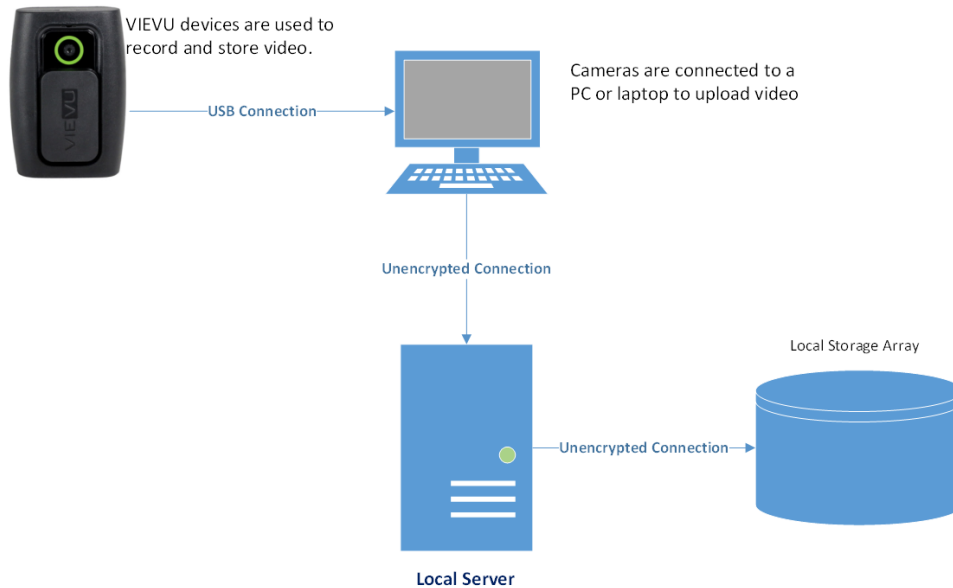 VIEVU devices are used to
record and store video.
VIEVU
USB Connection
Cameras are connected to a
PC or laptop to upload video
Unencrypted Connection
Local Storage Array
Unencrypted Connection
Local Server